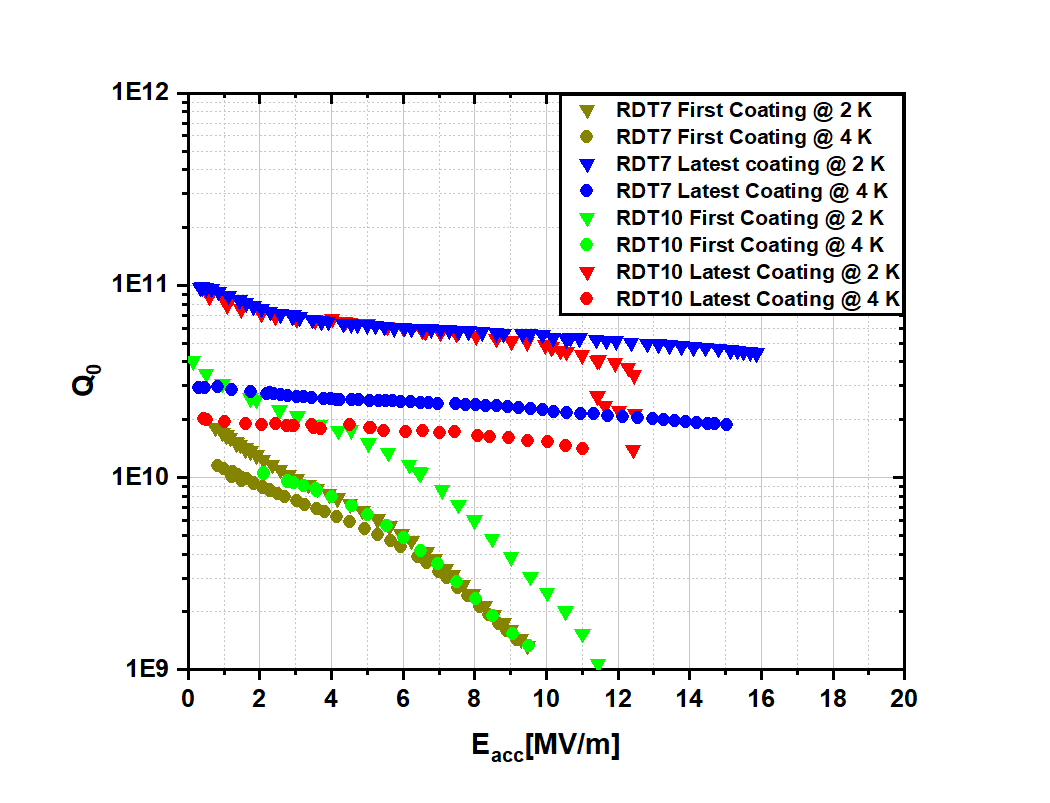 1E12
1E11
1E10
1E9
Q0
RDT7 First Coating @ 2 K
RDT7 First Coating @ 4 K
RDT7 Latest coating @ 2 K
RDT7 Latest Coating @ 4 K
RDT10 First Coating @ 2 K
RDT10 First Coating @ 4 K
RDT10 Latest Coating @ 2 K
RDT10 Latest Coating @ 4 K
0 2 4 6 8 10 12 14 16 18 20
Eacc[MV/m]